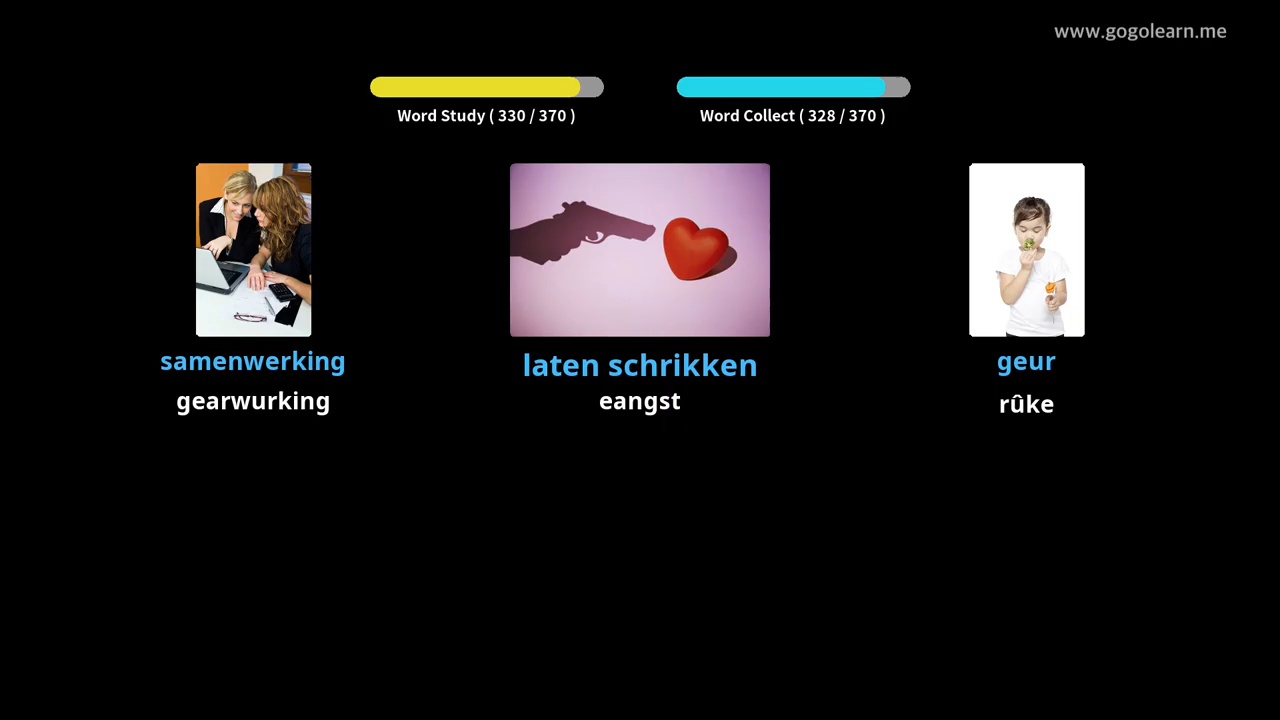 www.gogolearn.me
Word Study ( 330 / 370 )
Word Collect ( 328 / 370 )
samenwerking
gearwurking
laten schrikken
eangst
geur
rûke